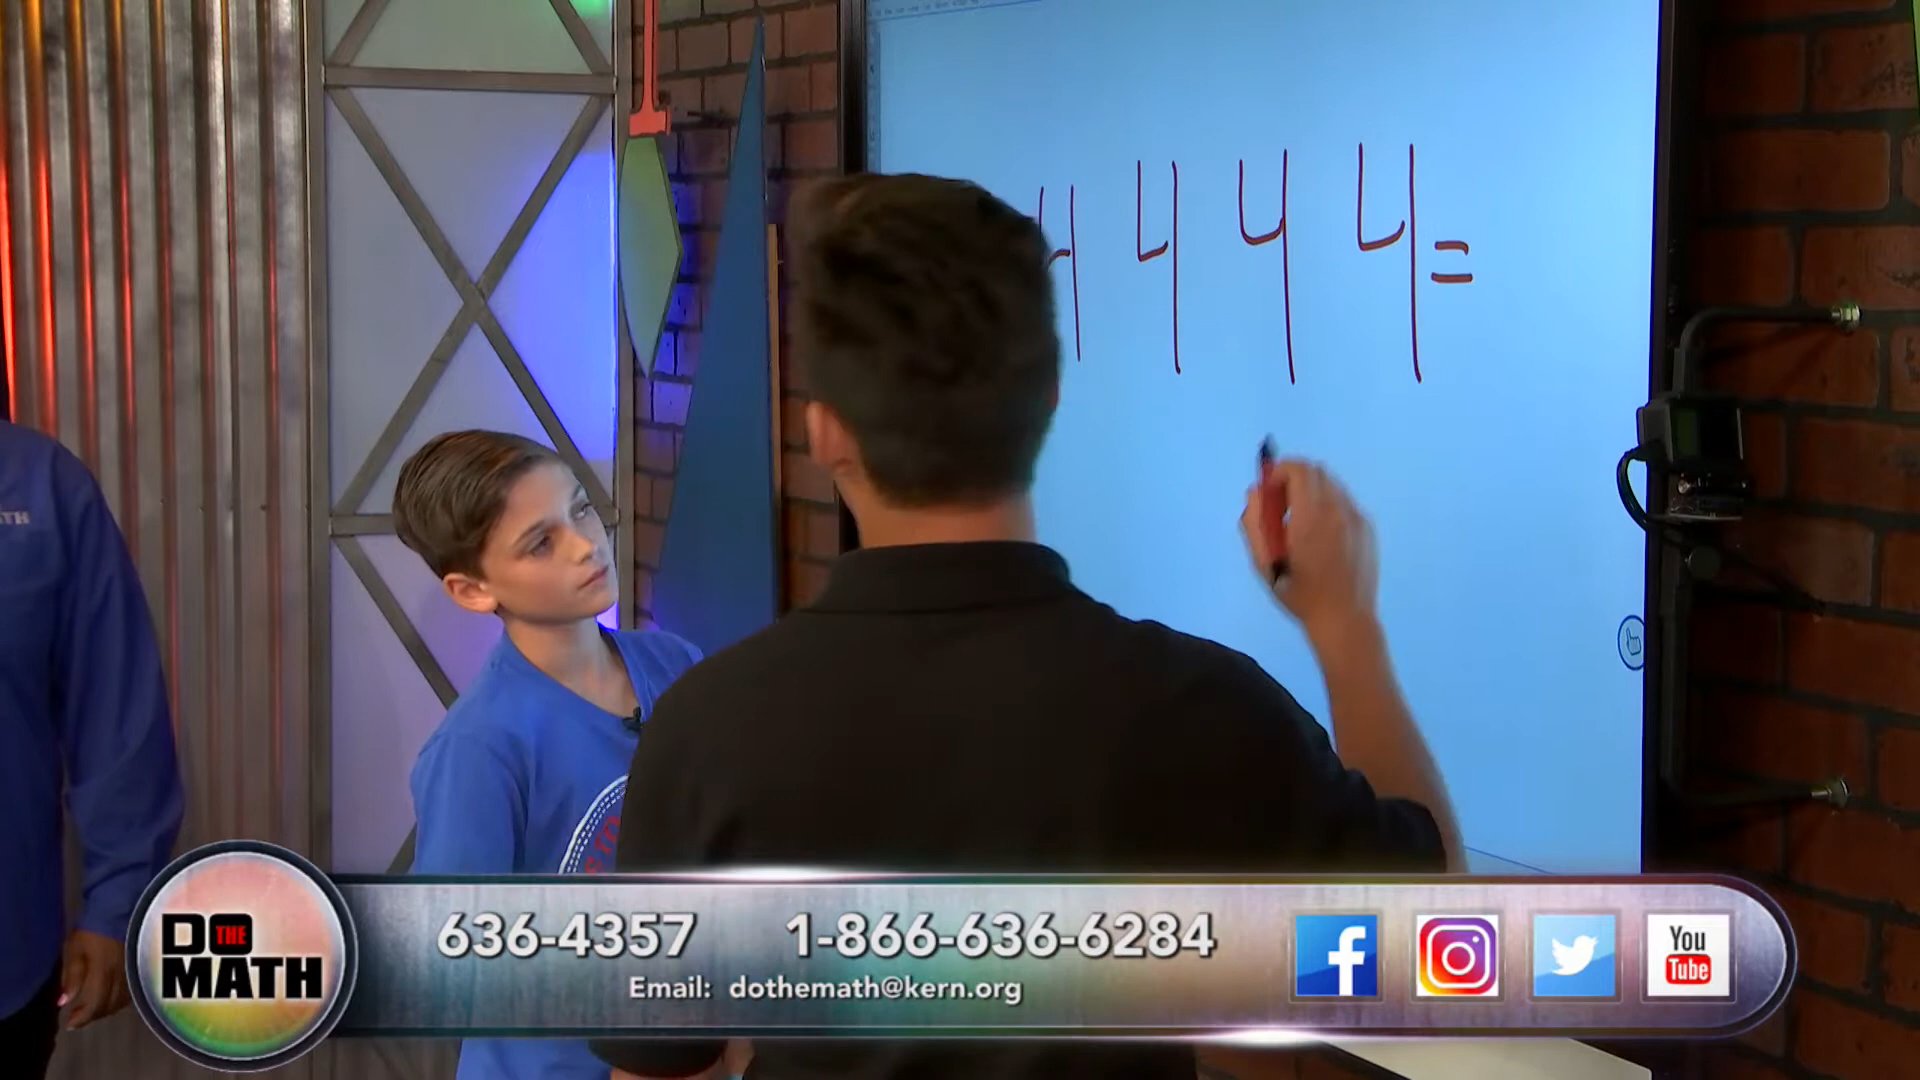 4 4 4 4 =
DO THE MATH
636-4357 1-866-636-6284
Email: dothemath@kern.org
You Tube